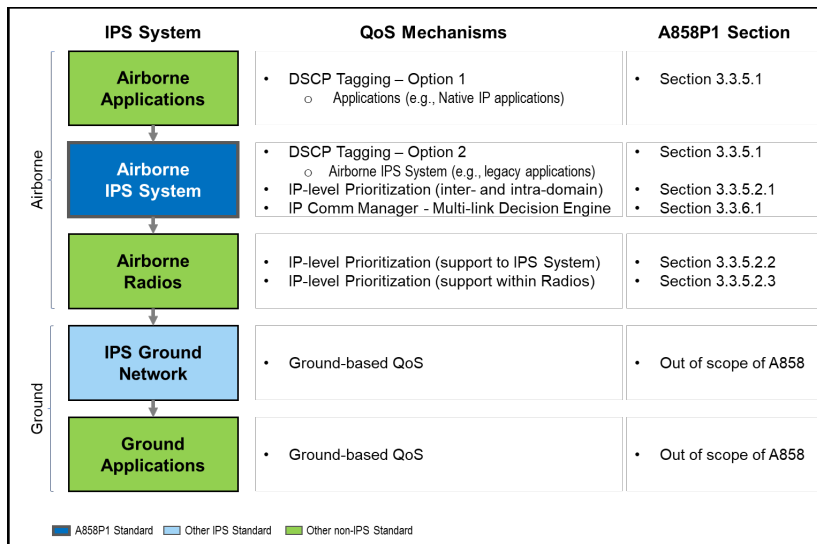 IPS System QoS Mechanisms A858P1 Section
Airborne
Airborne
Applications
• DSCP Tagging – Option 1
o Applications (e.g., Native IP applications)
• Section 3.3.5.1
Airborne
IPS System
• DSCP Tagging – Option 2
o Airborne IPS System (e.g., legacy applications)
• IP-level Prioritization (inter- and intra-domain)
• IP Comm Manager - Multi-link Decision Engine
• Section 3.3.5.1
• Section 3.3.5.2.1
• Section 3.3.6.1
Airborne
Radios
• IP-level Prioritization (support to IPS System)
• IP-level Prioritization (support within Radios)
• Section 3.3.5.2.2
• Section 3.3.5.2.3
Ground
IPS Ground
Network
• Ground-based QoS
• Out of scope of A858
Ground
Applications
• Ground-based QoS
• Out of scope of A858
A858P1 Standard Other IPS Standard Other non-IPS Standard